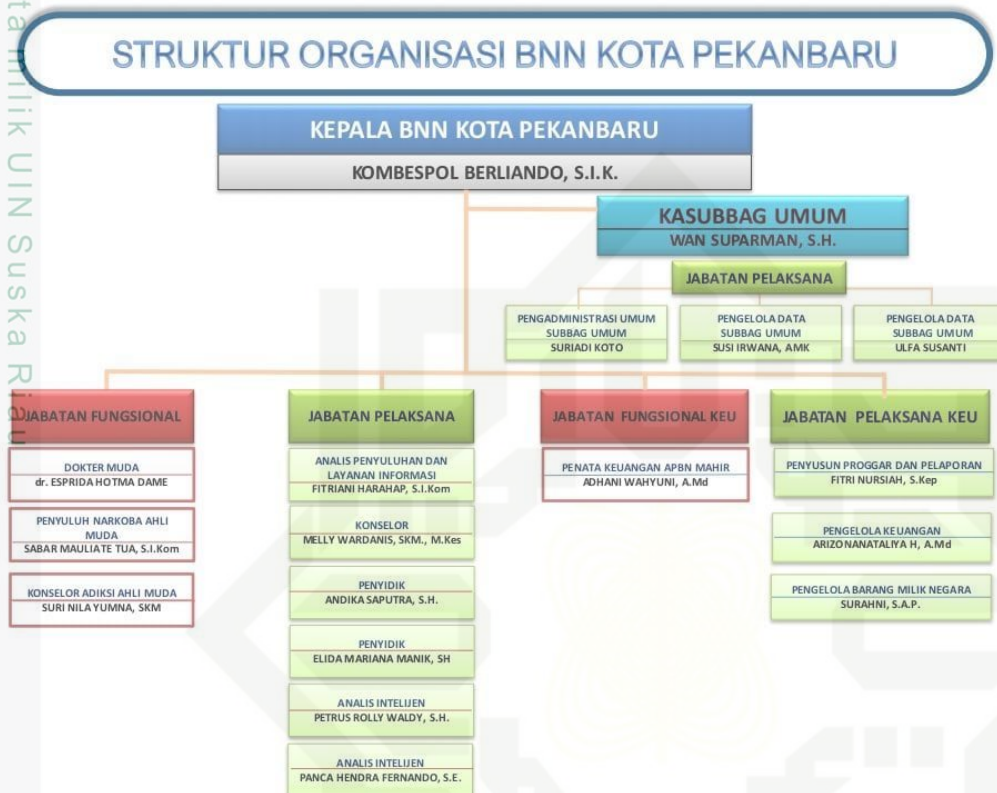 STRUKTUR ORGANISASI BNN KOTA PEKANBARU
KEPALA BNN KOTA PEKANBARU
KOMBESPOL BERLIANDO, S.I.K.
KASUBBAG UMUM
WAN SUPARMAN, S.H.
JABATAN PELAKSANA
PENGADMINISTRASI UMUM
SUBBAG UMUM
SURIADI KOTO
PENGELOLA DATA
SUBBAG UMUM
SUSI IRWANA, AMK
PENGELOLA DATA
SUBBAG UMUM
ULFA SUSANTI
JABATAN FUNGSIONAL
DOKTER MUDA
dr. ESPRIDA HOTMA DAME
PENYULUH NARKOBA AHLI
MUDA
SABAR MAULIATE TUA, S.I.Kom
KONSELOR ADIKSI AHLI MUDA
SURI NILA YUMNA, SKM
JABATAN PELAKSANA
ANALIS PENYULUHAN DAN
LAYANAN INFORMASI
FITRIANI HARAHAP, S.I.Kom
KONSELOR
MELLY WARDANIS, SKM., M.Kes
PENYIDIK
ANDIKA SAPUTRA, S.H.
PENYIDIK
ELIDA MARIANA MANIK, SH
ANALIS INTELIJEN
PETRUS ROLLY WALDY, S.H.
ANALIS INTELIJEN
PANCA HENDRA FERNANDO, S.E.
JABATAN FUNGSIONAL KEU
PENATA KEUANGAN APBN MAHIR
ADHANI WAHYUNI, A.Md
JABATAN PELAKSANA KEU
PENYUSUN PROGGAR DAN PELAPORAN
FITRI NURSIAH, S.Kep
PENGELOLA KEUANGAN
ARIZONANATALIYA H, A.Md
PENGELOLA BARANG MILIK NEGARA
SURAHNI, S.A.P.
ta milik UIN Suska Riau